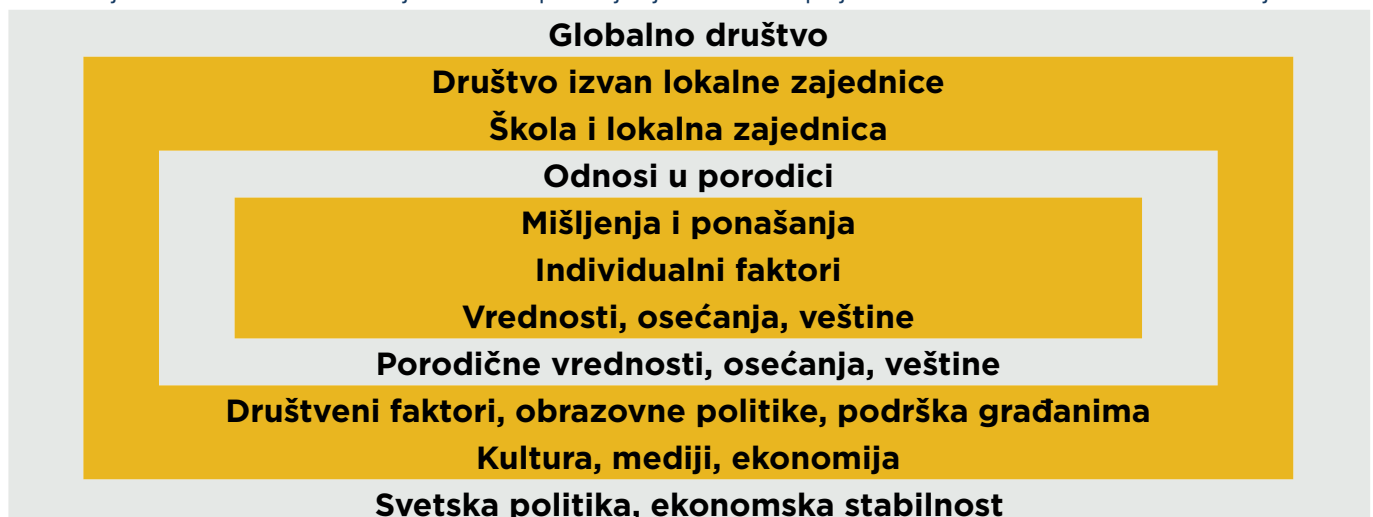 Globalno društvo
Društvo izvan lokalne zajednice
Škola i lokalna zajednica
Odnosi u porodici
Mišljenja i ponašanja
Individualni faktori
Vrednosti, osećanja, veštine
Porodične vrednosti, osećanja, veštine
Društveni faktori, obrazovne politike, podrška građanima
Kultura, mediji, ekonomija
Svetska politika, ekonomska stabilnost